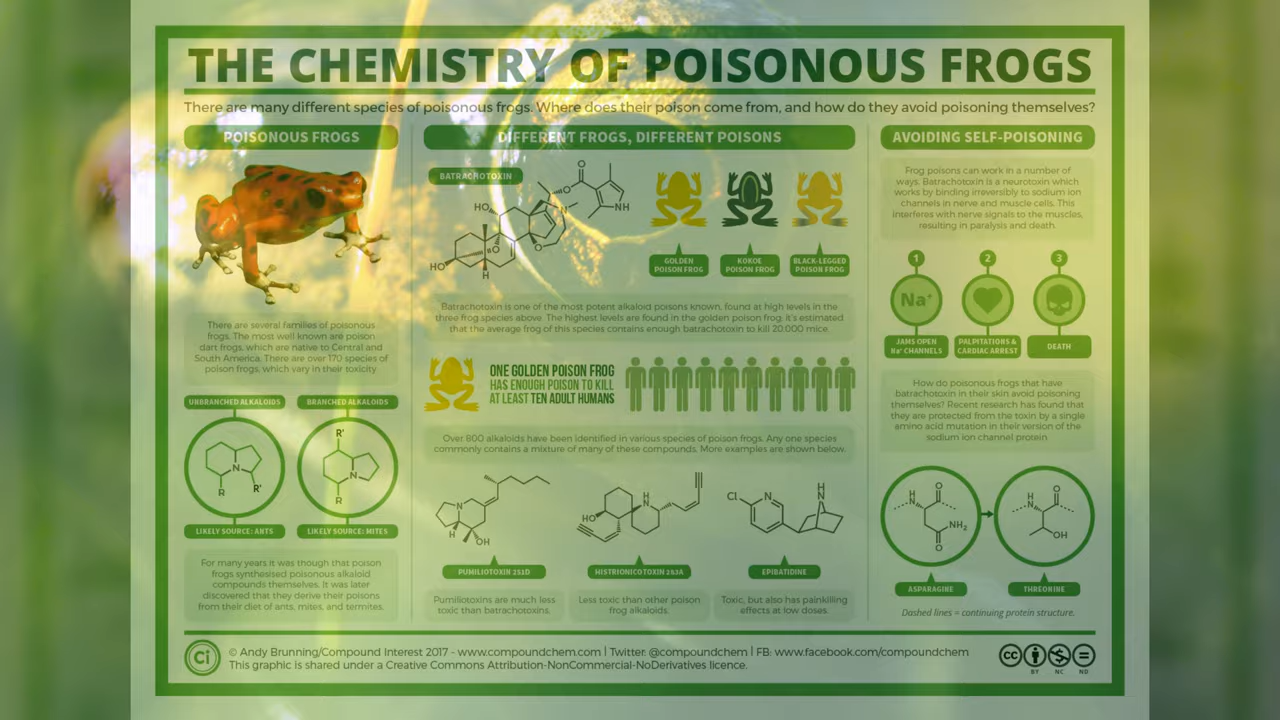 THE CHEMISTRY OF POISONOUS FROGS
There are many different species of poisonous frogs. Where does their poison come from, and how do they avoid poisoning themselves?
POISONOUS FROGS
There are several families of poisonous
frogs. The most well known are poison
dart frogs, which are native to Central and
South America. There are over 170 species of
poison frogs, which vary in their toxicity
UNBRANCHED ALKALOIDS
BRANCHED ALKALOIDS
N
R
R'
R'
N
R
LIKELY SOURCE: ANTS
LIKELY SOURCE: MITES
For many years it was though that poison
frogs synthesised poisonous alkaloid
compounds themselves. It was later
discovered that they derive their poisons
from their diet of ants, mites, and termites.
DIFFERENT FROGS, DIFFERENT POISONS
BATRACHOTOXIN
O
O
NH
HO
N
O
O
HO
H
GOLDEN
POISON FROG
KOKOE
POISON FROG
BLACK-LEGGED
POISON FROG
Batrachotoxin is one of the most potent alkaloid poisons known, found at high levels in the
three frog species above. The highest levels are found in the golden poison frog; it's estimated
that the average frog of this species contains enough batrachotoxin to kill 20,000 mice.
ONE GOLDEN POISON FROG
HAS ENOUGH POISON TO KILL
AT LEAST TEN ADULT HUMANS
Over 800 alkaloids have been identified in various species of poison frogs. Any one species
commonly contains a mixture of many of these compounds. More examples are shown below.
N
H
OH
HO
H
N
Cl
N
H
N
PUMILIOTOXIN 251D
HISTRIONICOTOXIN 283A
EPIBATIDINE
Pumiliotoxins are much less
toxic than batrachotoxins.
Less toxic than other poison
frog alkaloids.
Toxic, but also has painkilling
effects at low doses.
AVOIDING SELF-POISONING
Frog poisons can work in a number of
ways. Batrachotoxin is a neurotoxin which
works by binding irreversibly to sodium ion
channels in nerve and muscle cells. This
interferes with nerve signals to the muscles,
resulting in paralysis and death.
1
2
3
Na⁺
JAMS OPEN
Na⁺ CHANNELS
PALPITATIONS &
CARDIAC ARREST
DEATH
How do poisonous frogs that have
batrachotoxin in their skin avoid poisoning
themselves? Recent research has found that
they are protected from the toxin by a single
amino acid mutation in their version of the
sodium ion channel protein
H
N
O
NH₂
O
H
N
O
OH
ASPARAGINE
THREONINE
Dashed lines = continuing protein structure.
Ci
© Andy Brunning/Compound Interest 2017 - www.compoundchem.com | Twitter: @compoundchem | FB: www.facebook.com/compoundchem
This graphic is shared under a Creative Commons Attribution-NonCommercial-NoDerivatives licence.
cc
BY
NC
ND